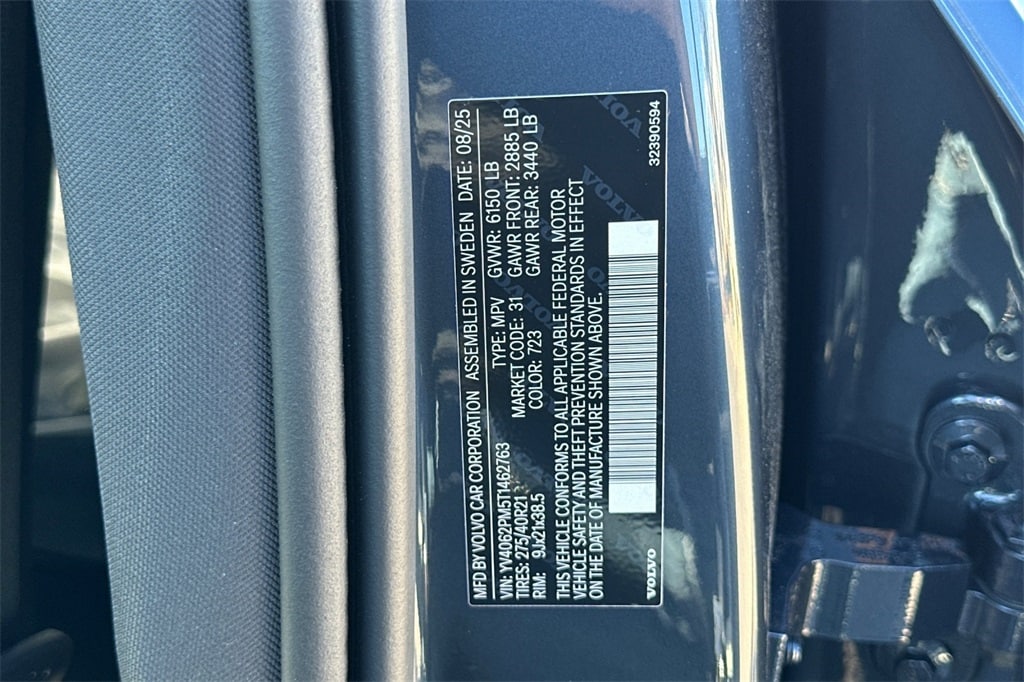 MFD BY VOLVO CAR CORPORATION ASSEMBLED IN SWEDEN DATE: 08/25
VIN: YV4062PM5T1462763 TYPE: MPV GVWR: 6150 LB
TIRES: 275/40R21 MARKET CODE: 31 GAWR FRONT: 2885 LB
RIM: 9Jx21x38.5 COLOR: 723 GAWR REAR: 3440 LB
THIS VEHICLE CONFORMS TO ALL APPLICABLE FEDERAL MOTOR
VEHICLE SAFETY AND THEFT PREVENTION STANDARDS IN EFFECT
ON THE DATE OF MANUFACTURE SHOWN ABOVE.
VOLVO
32390594